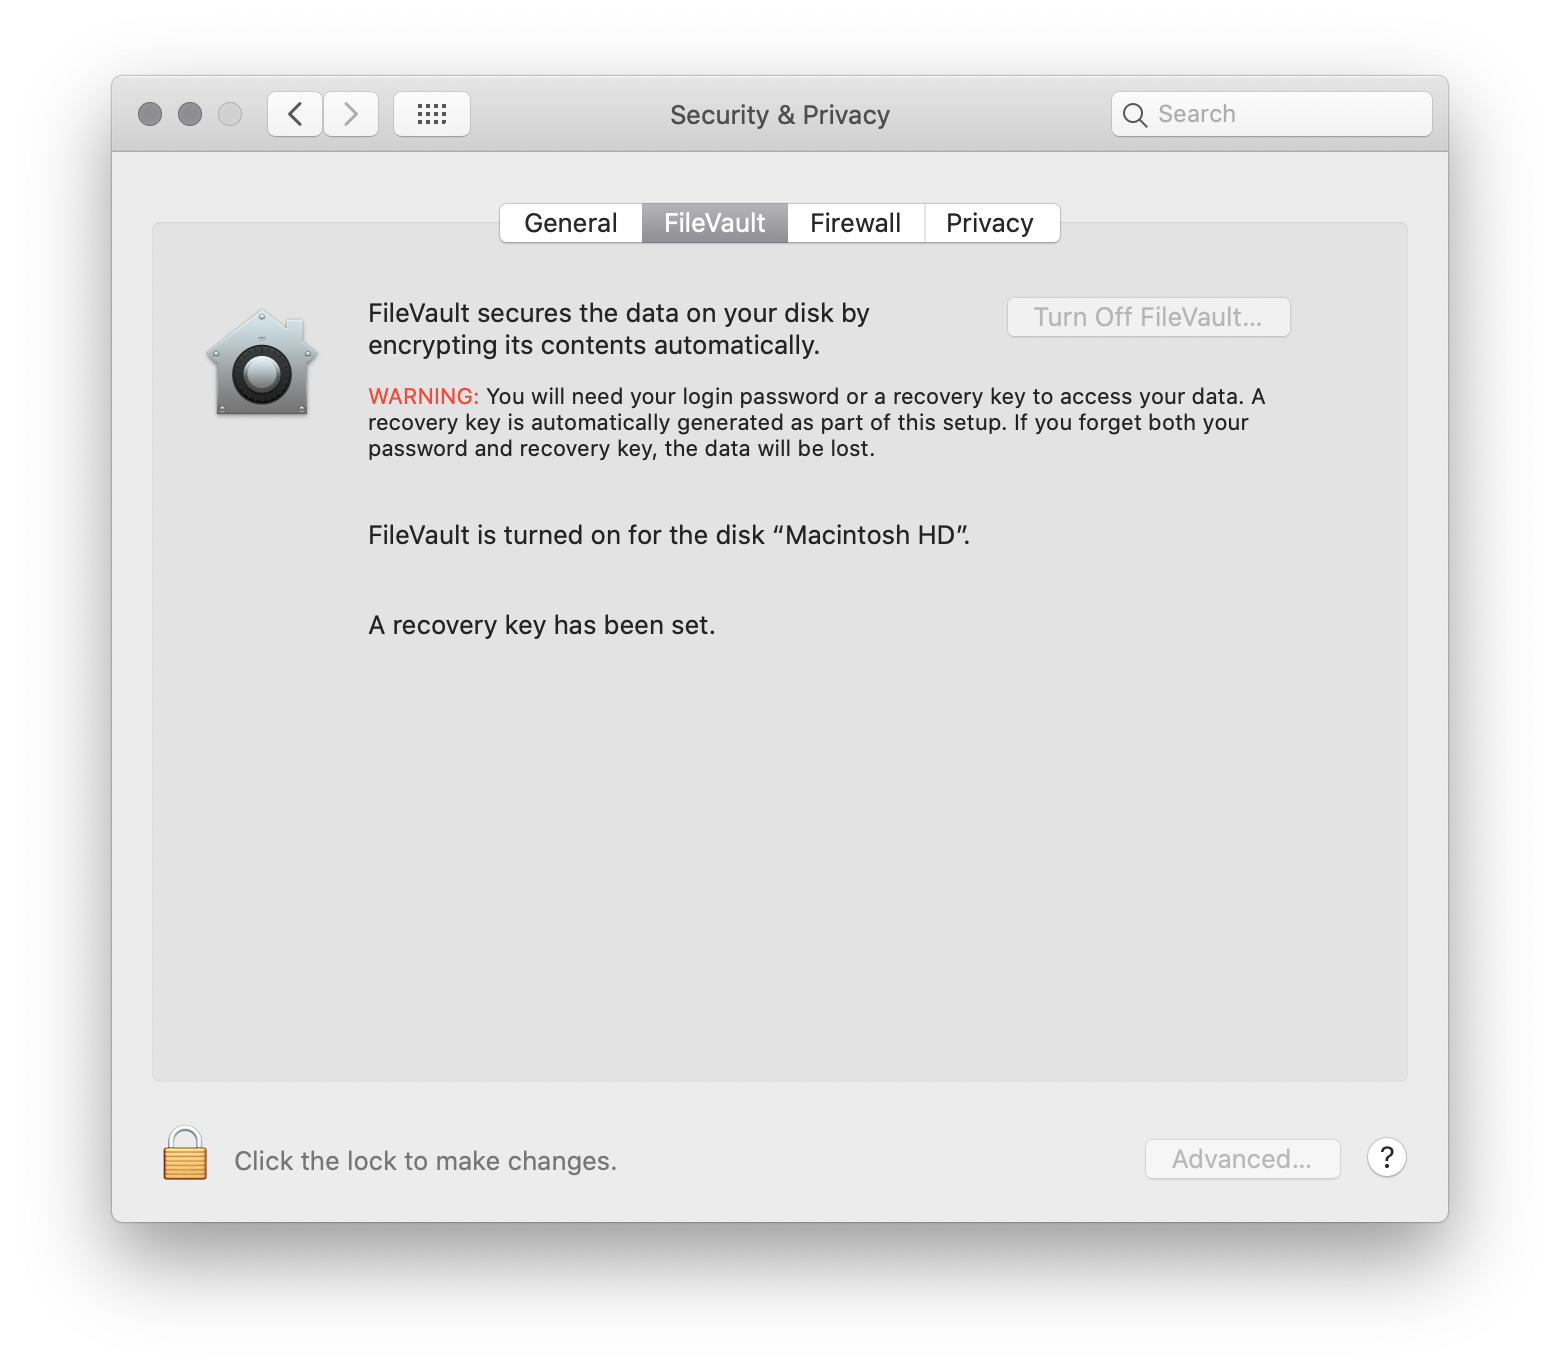 Security & Privacy
Search
General
FileVault
Firewall
Privacy
FileVault secures the data on your disk by
encrypting its contents automatically.
Turn Off FileVault...
WARNING: You will need your login password or a recovery key to access your data. A
recovery key is automatically generated as part of this setup. If you forget both your
password and recovery key, the data will be lost.
FileVault is turned on for the disk “Macintosh HD”.
A recovery key has been set.
Click the lock to make changes.
Advanced...
?